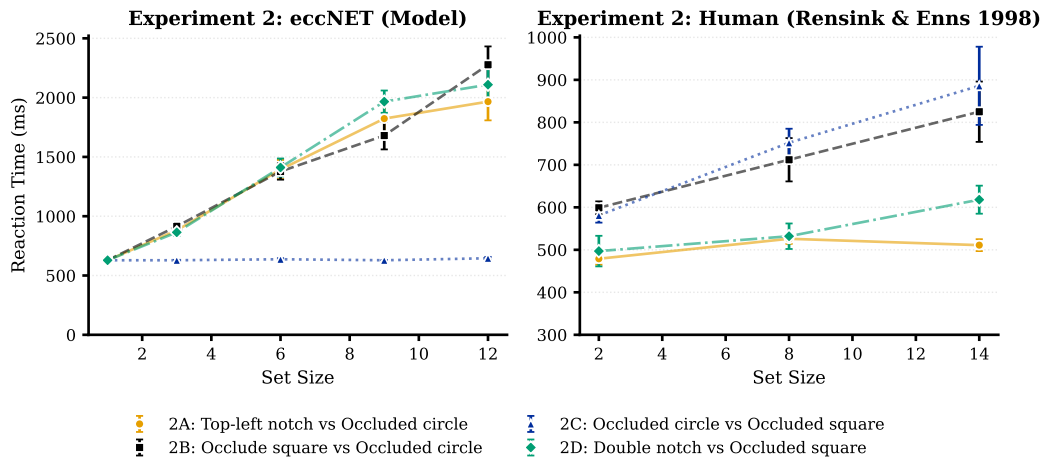 Experiment 2: eccNET (Model)
Experiment 2: Human (Rensink & Enns 1998)
Reaction Time (ms)
2500
2000
1500
1000
500
0
2 4 6 8 10 12
Set Size
1000
900
800
700
600
500
400
300
2 4 6 8 10 12 14
Set Size
2A: Top-left notch vs Occluded circle
2B: Occlude square vs Occluded circle
2C: Occluded circle vs Occluded square
2D: Double notch vs Occluded square